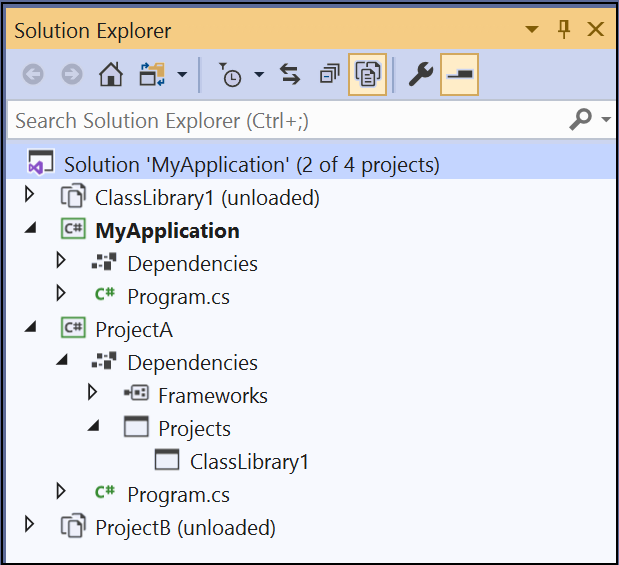 Solution Explorer
Search Solution Explorer (Ctrl+;)
Solution 'MyApplication' (2 of 4 projects)
ClassLibrary1 (unloaded)
C# MyApplication
Dependencies
C# Program.cs
C# ProjectA
Dependencies
Frameworks
Projects
ClassLibrary1
C# Program.cs
ProjectB (unloaded)